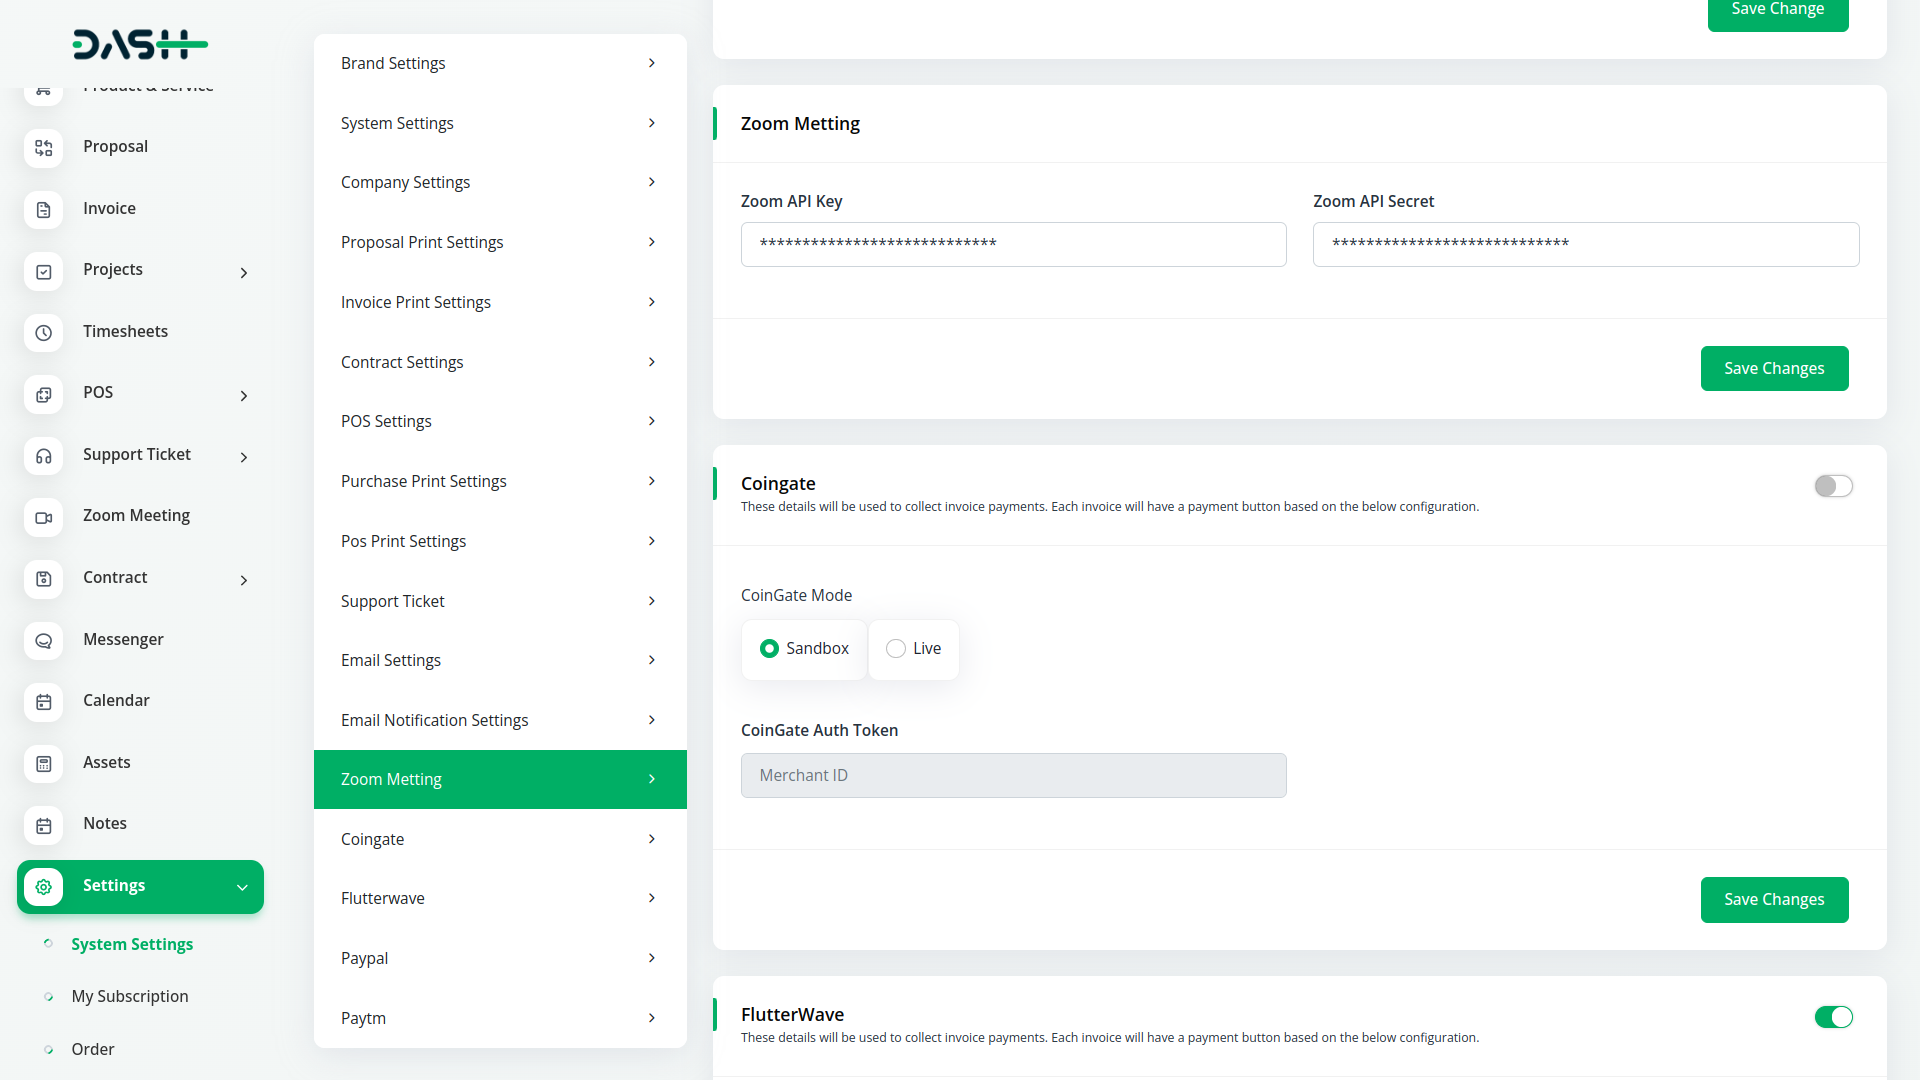 DASH
Product & Service
Proposal
Invoice
Projects
Timesheets
POS
Support Ticket
Zoom Meeting
Contract
Messenger
Calendar
Assets
Notes
Settings
System Settings
My Subscription
Order
Brand Settings
System Settings
Company Settings
Proposal Print Settings
Invoice Print Settings
Contract Settings
POS Settings
Purchase Print Settings
Pos Print Settings
Support Ticket
Email Settings
Email Notification Settings
Zoom Metting
Coingate
Flutterwave
Paypal
Paytm
Save Change
Zoom Metting
Zoom API Key
Zoom API Secret
****************************
****************************
Save Changes
Coingate
These details will be used to collect invoice payments. Each invoice will have a payment button based on the below configuration.
CoinGate Mode
Sandbox
Live
CoinGate Auth Token
Merchant ID
Save Changes
FlutterWave
These details will be used to collect invoice payments. Each invoice will have a payment button based on the below configuration.